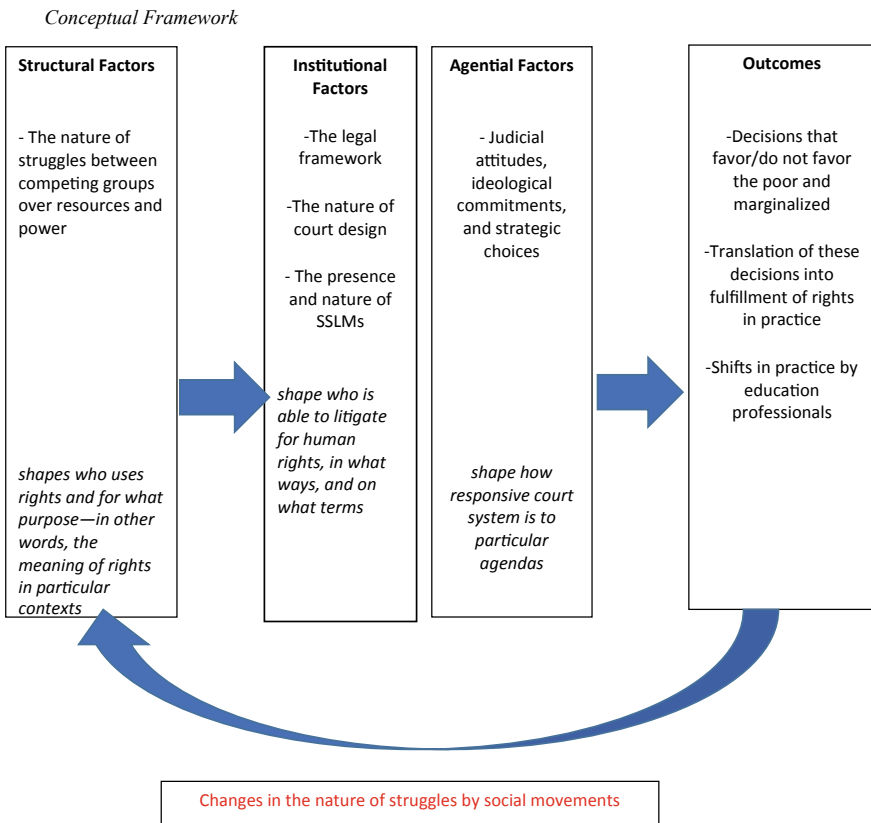 Conceptual Framework
Structural Factors
- The nature of
struggles between
competing groups
over resources and
power
shapes who uses
rights and for what
purpose—in other
words, the
meaning of rights
in particular
contexts
Institutional
Factors
-The legal
framework
-The nature of
court design
- The presence
and nature of
SSLMs
shape who is
able to litigate
for human
rights, in what
ways, and on
what terms
Agential Factors
- Judicial
attitudes,
ideological
commitments,
and strategic
choices
shape how
responsive court
system is to
particular
agendas
Outcomes
-Decisions that
favor/do not favor
the poor and
marginalized
-Translation of these
decisions into
fulfillment of rights
in practice
-Shifts in practice by
education
professionals
Changes in the nature of struggles by social movements